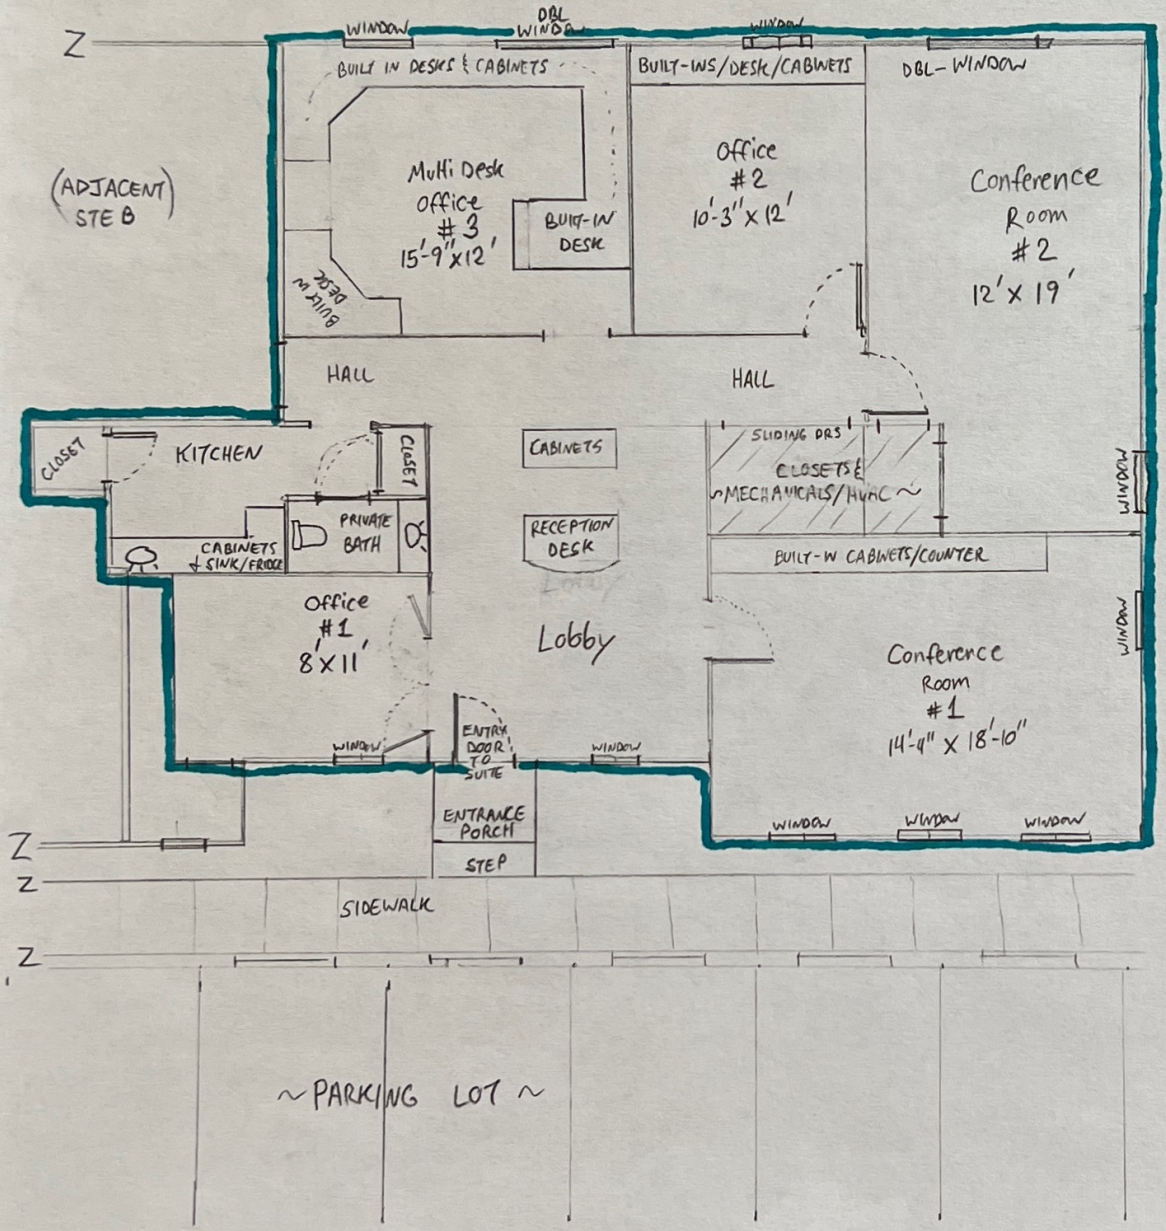 WINDOW
DBL
WINDOW
WINDOW
Z
BUILT IN DESKS & CABINETS
BUILT-INS/DESK/CABINETS
DBL-WINDOW
(ADJACENT)
STE B
Multi Desk
Office
#3
15'-9" x 12'
BUILT-IN
DESK
BUILT IN
DESK
Office
#2
10'-3" x 12'
Conference
Room
#2
12' x 19'
HALL
HALL
CLOSET
KITCHEN
CLOSET
CABINETS
SLIDING DRS
CLOSETS &
~MECHANICALS/HVAC~
WINDOW
PRIVATE
BATH
CABINETS
& SINK/FRIDGE
RECEPTION
DESK
BUILT-IN CABINETS/COUNTER
Office
#1
8' x 11'
Lobby
WINDOW
Conference
Room
#1
14'-4" x 18'-10"
WINDOW
ENTRY
DOOR
TO
SUITE
WINDOW
ENTRANCE
PORCH
STEP
WINDOW
WINDOW
WINDOW
Z
Z
SIDEWALK
Z
~PARKING LOT~